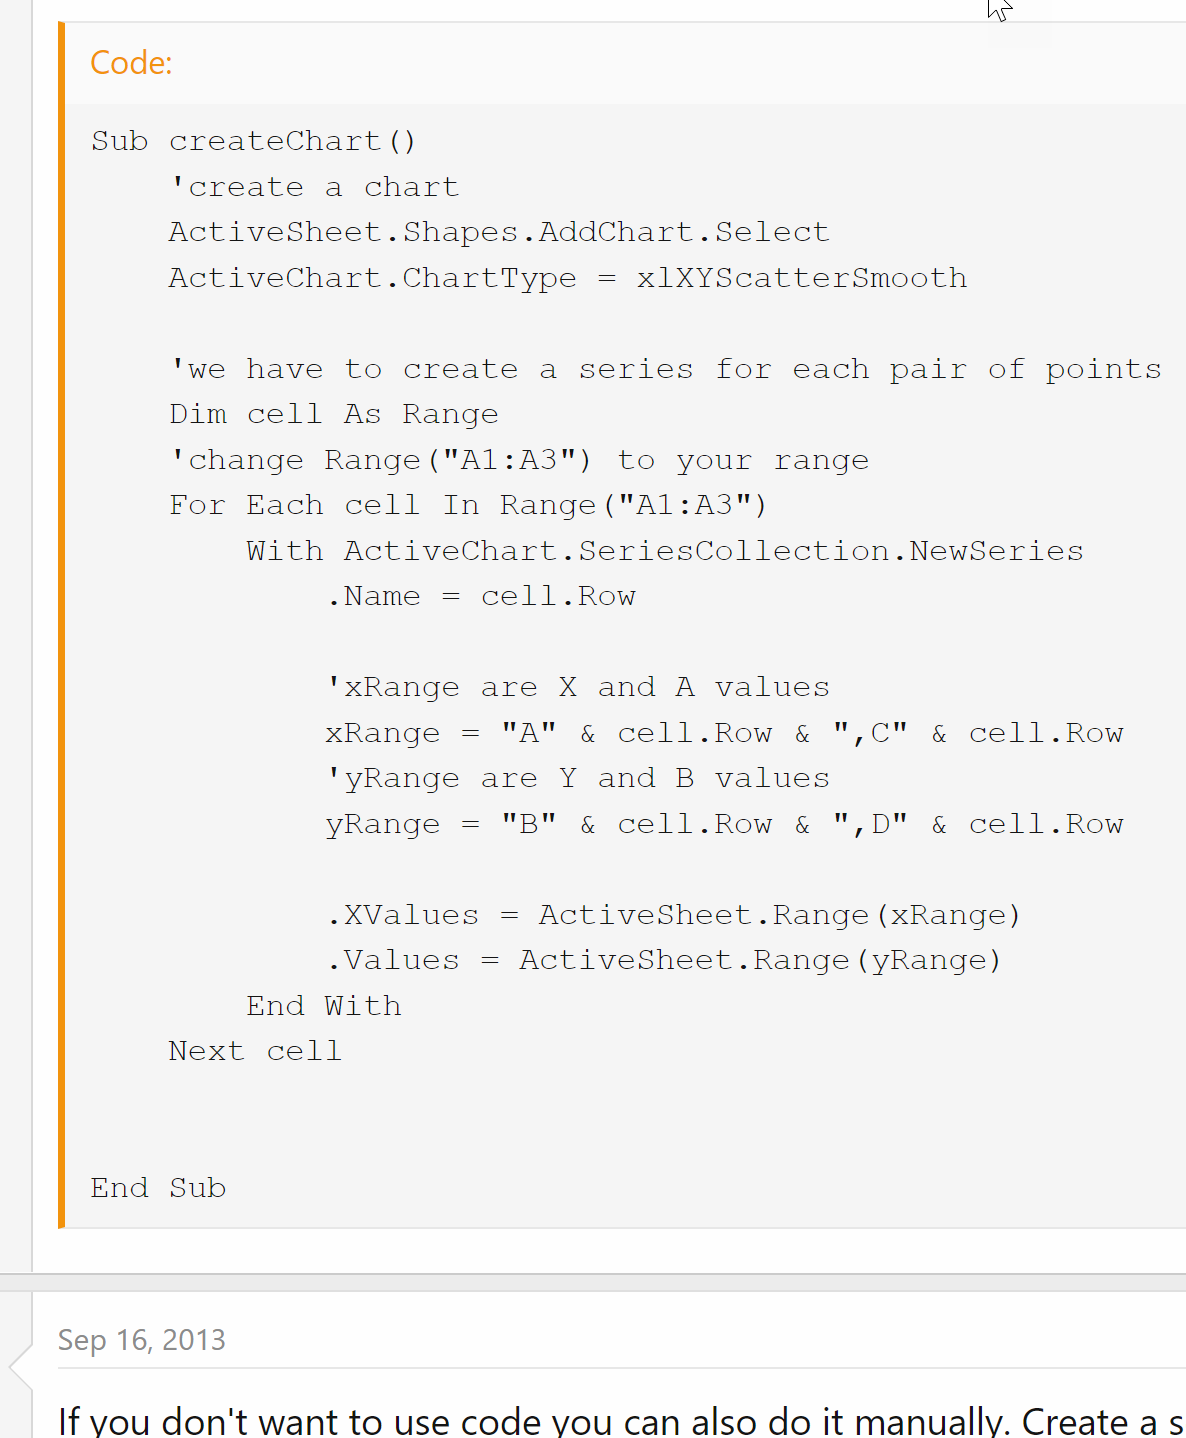 Code:
Sub createChart()
    'create a chart
    ActiveSheet.Shapes.AddChart.Select
    ActiveChart.ChartType = xlXYScatterSmooth
    'we have to create a series for each pair of points
    Dim cell As Range
    'change Range("A1:A3") to your range
    For Each cell In Range("A1:A3")
        With ActiveChart.SeriesCollection.NewSeries
            .Name = cell.Row
            'xRange are X and A values
            xRange = "A" & cell.Row & ",C" & cell.Row
            'yRange are Y and B values
            yRange = "B" & cell.Row & ",D" & cell.Row
            .XValues = ActiveSheet.Range(xRange)
            .Values = ActiveSheet.Range(yRange)
        End With
    Next cell
End Sub
Sep 16, 2013
If you don't want to use code you can also do it manually. Create a s